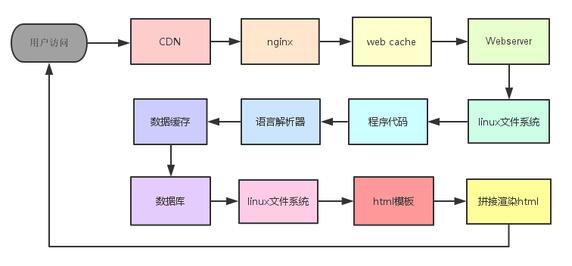 用户访问
CDN
nginx
web cache
Webserver
linux文件系统
程序代码
语言解析器
数据缓存
数据库
linux文件系统
html模板
拼接渲染html